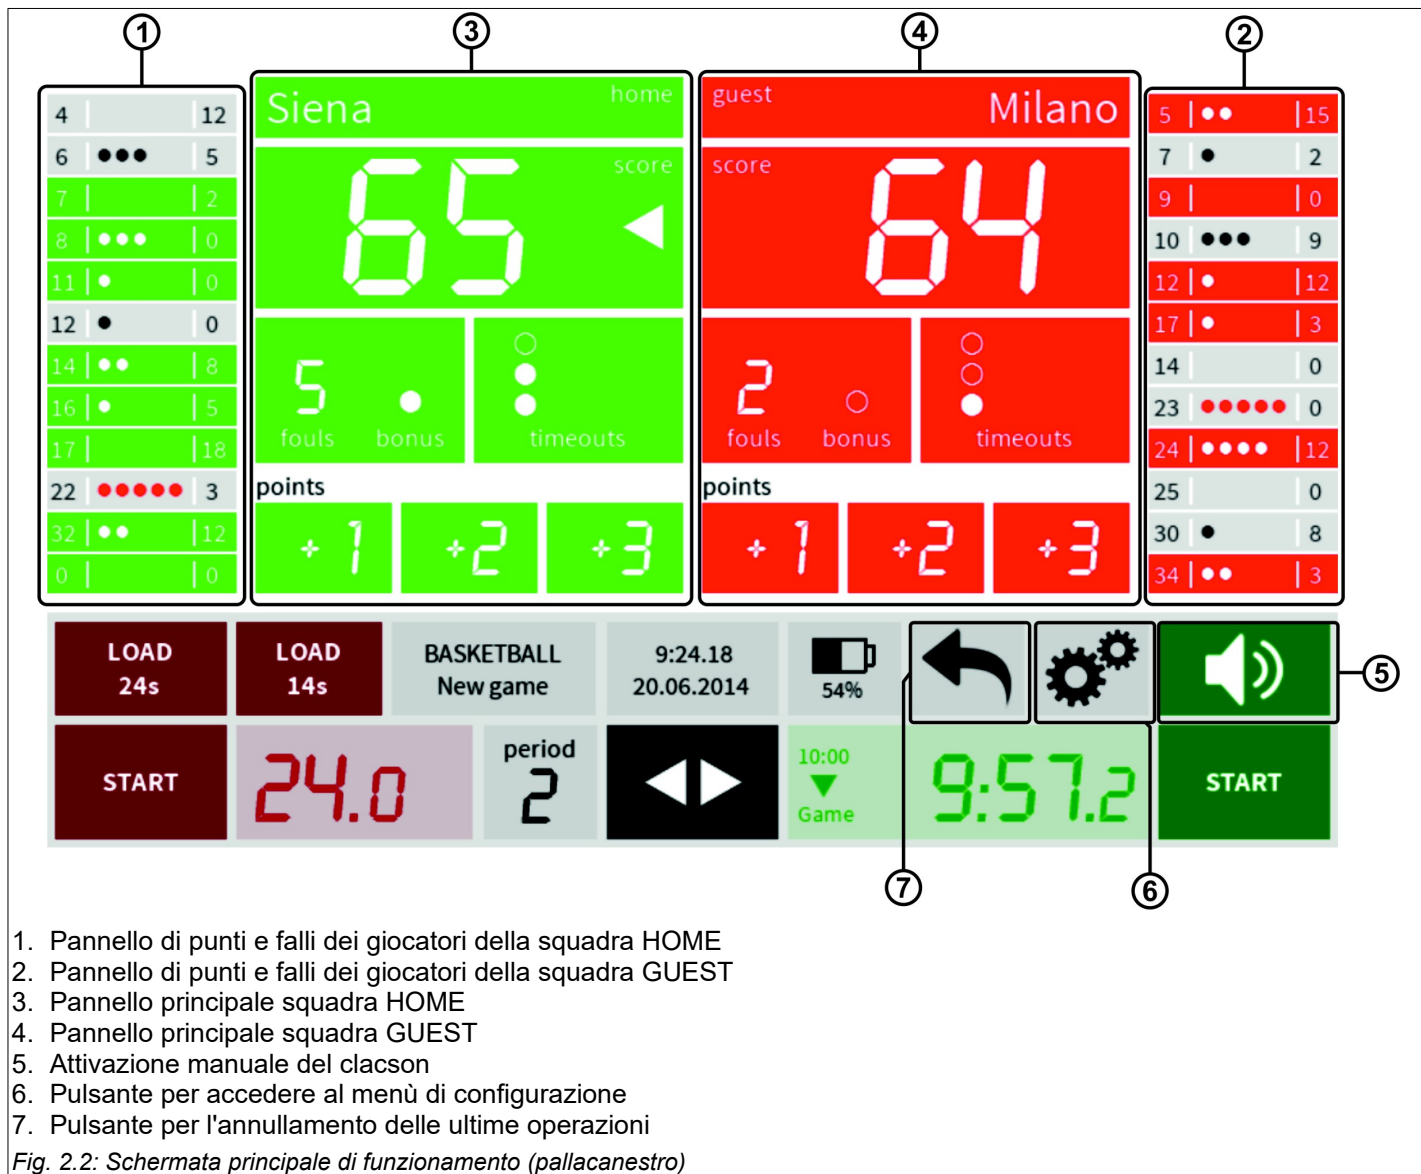 1 3 4 2
Siena home
guest Milano
4 12
6 5
7 2
8 0
11 0
12 0
14 8
16 5
17 18
22 3
32 12
0 0
score
65
score
64
5 15
7 2
9 0
10 9
12 12
17 3
14 0
23 0
24 12
25 0
30 8
34 3
5
fouls bonus timeouts
2
fouls bonus timeouts
points
+1 +2 +3
points
+1 +2 +3
LOAD
24s
LOAD
14s
BASKETBALL
New game
9:24.18
20.06.2014
54%
5
START
24.0
period
2
10:00
Game
9:57.2
START
7
6
1. Pannello di punti e falli dei giocatori della squadra HOME
2. Pannello di punti e falli dei giocatori della squadra GUEST
3. Pannello principale squadra HOME
4. Pannello principale squadra GUEST
5. Attivazione manuale del clacson
6. Pulsante per accedere al menù di configurazione
7. Pulsante per l'annullamento delle ultime operazioni
Fig. 2.2: Schermata principale di funzionamento (pallacanestro)